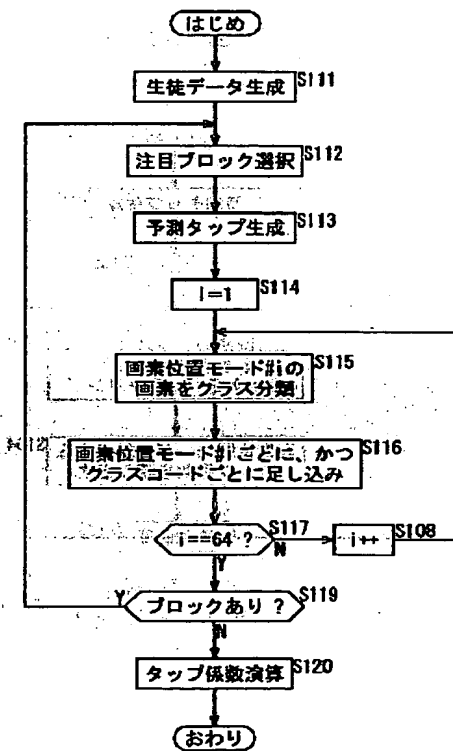 はじめ
生徒データ生成 S111
注目ブロック選択 S112
予測タップ生成 S113
i=1 S114
画素位置モード#iの S115
画素をクラス分類
画素位置モード#iごとに、かつ S116
クラスコードごとに足し込み
i==64 ? S117
N
i++ S108
Y
Y ブロックあり ? S119
N
タップ係数演算 S120
おわり